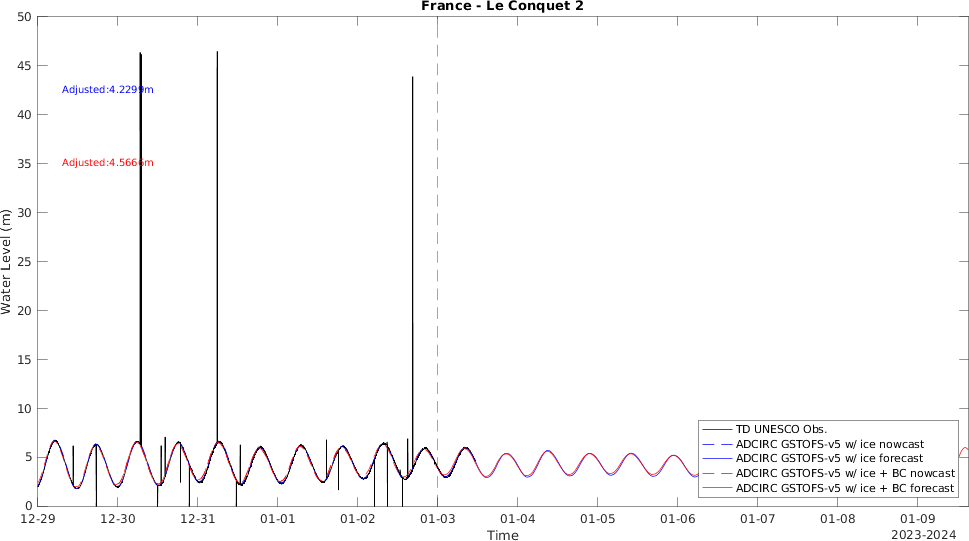 France - Le Conquet 2
50
45
40
35
30
25
20
15
10
5
0
Water Level (m)
Adjusted:4.2299m
Adjusted:4.5666m
TD UNESCO Obs.
ADCIRC GSTOFS-v5 w/ ice nowcast
ADCIRC GSTOFS-v5 w/ ice forecast
ADCIRC GSTOFS-v5 w/ ice + BC nowcast
ADCIRC GSTOFS-v5 w/ ice + BC forecast
12-29 12-30 12-31 01-01 01-02 01-03 01-04 01-05 01-06 01-07 01-08 01-09
Time
2023-2024